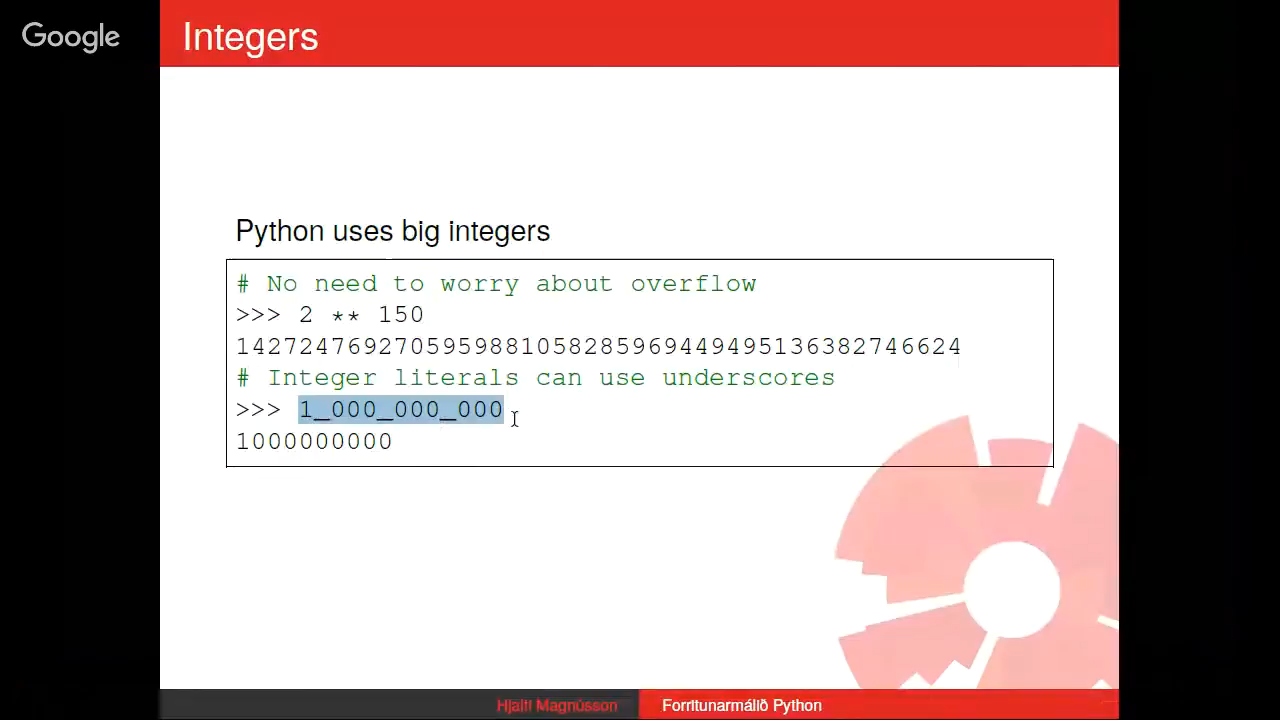 Google
Integers
Python uses big integers
# No need to worry about overflow
>>> 2 ** 150
1427247692705959881058285969449495136382746624
# Integer literals can use underscores
>>> 1_000_000_000
1000000000
Hjalti Magnússon
Forritunarmálið Python